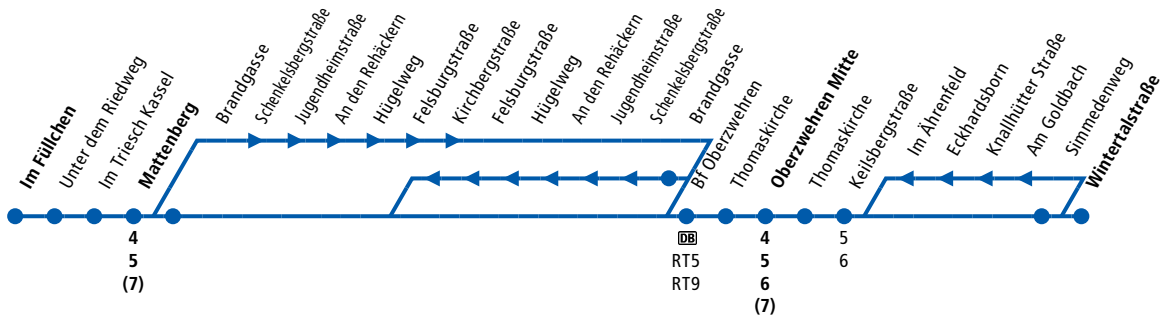 Im Füllchen
Unter dem Riedweg
Im Triesch Kassel
Mattenberg
Brandgasse
Schenkelsbergstraße
Jugendheimstraße
An den Rehäckern
Hügelweg
Felsburgstraße
Kirchbergstraße
Felsburgstraße
Hügelweg
An den Rehäckern
Jugendheimstraße
Schenkelsbergstraße
Brandgasse
Bf Oberzwehren
Thomaskirche
Oberzwehren Mitte
Thomaskirche
Keilsbergstraße
Im Ährenfeld
Eckhardsborn
Knallhütter Straße
Am Goldbach
Simmedenweg
Wintertalstraße
4
5
(7)
DB
RT5
RT9
4
5
6
(7)
5
6